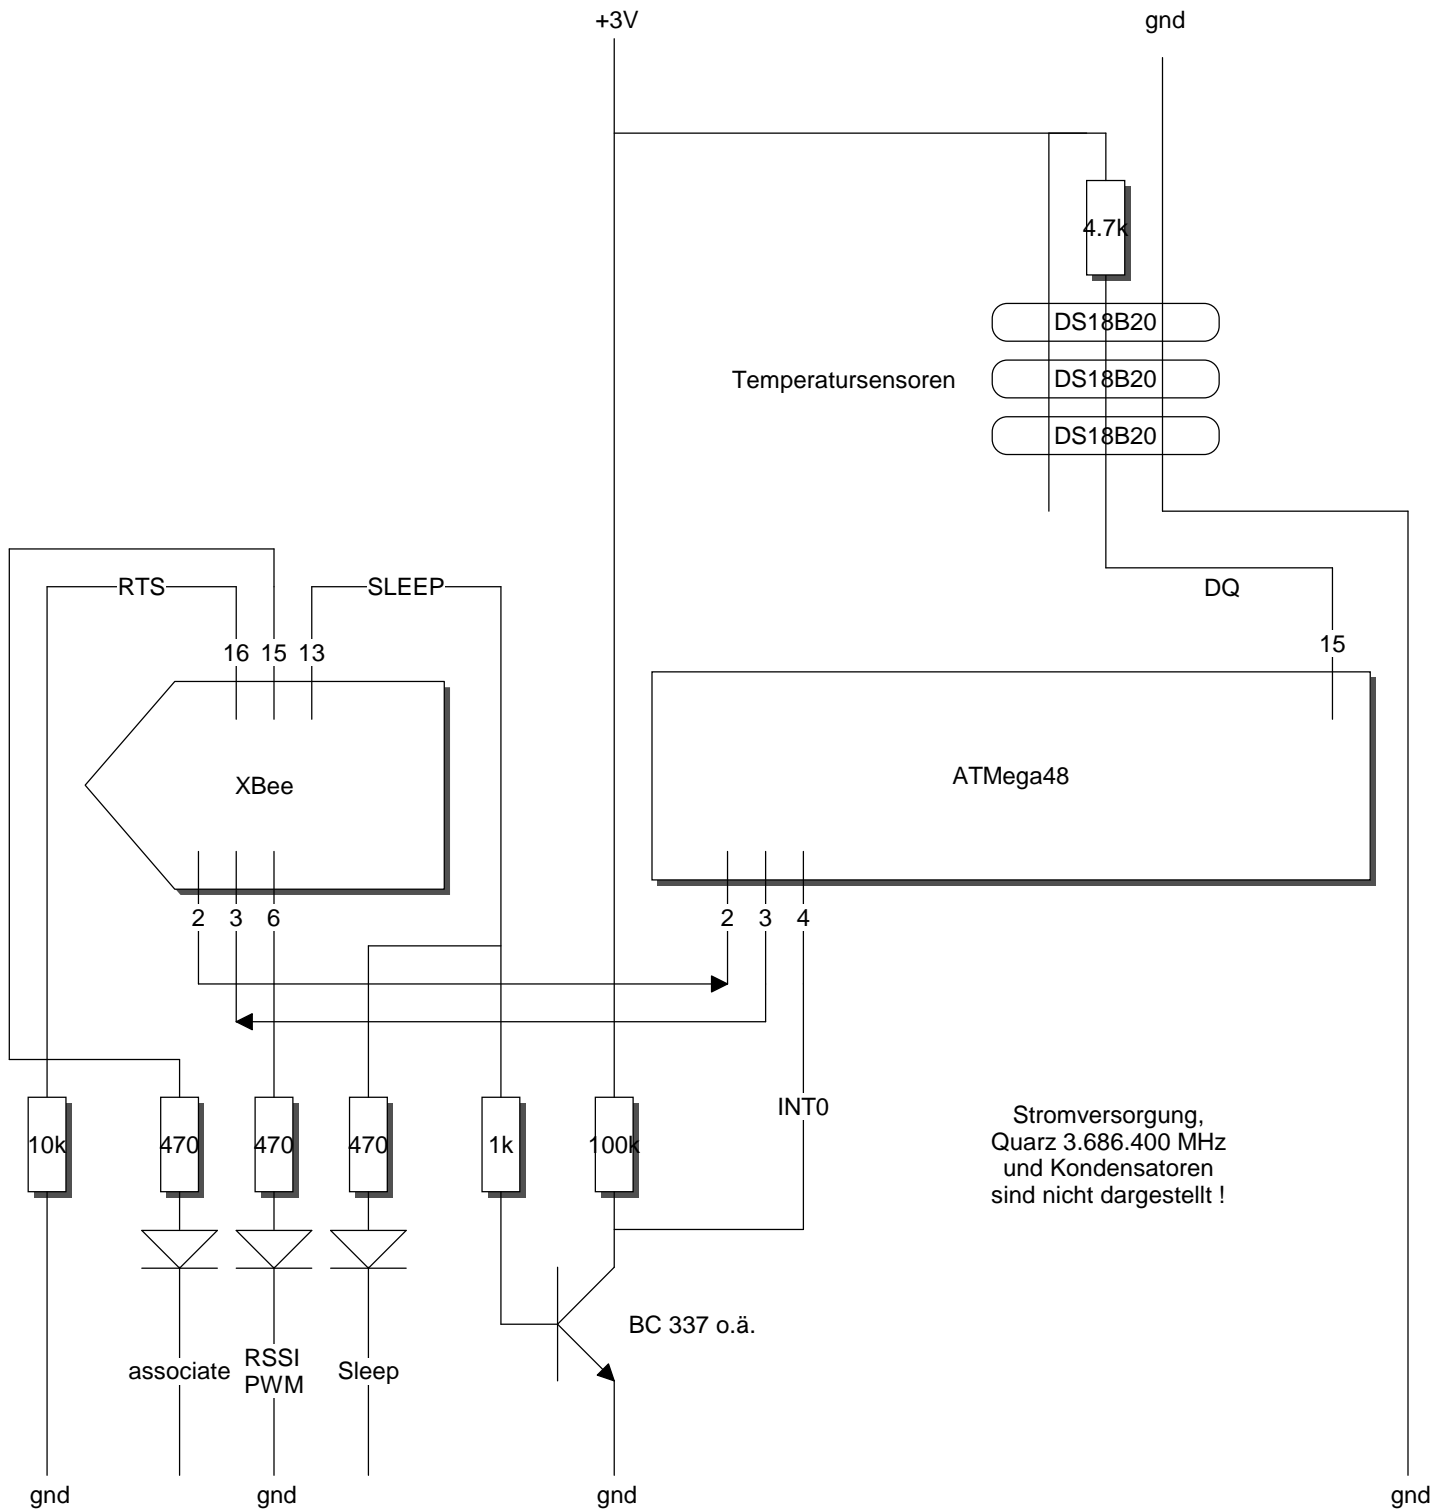 +3V
gnd
4.7k
DS18B20
Temperatursensoren
DS18B20
DS18B20
RTS
SLEEP
DQ
16 15 13
15
XBee
ATMega48
2 3 6
2 3 4
INT0
10k
470
470
470
1k
100k
Stromversorgung,
Quarz 3.686.400 MHz
und Kondensatoren
sind nicht dargestellt !
BC 337 o.ä.
associate
RSSI
PWM
Sleep
gnd
gnd
gnd
gnd